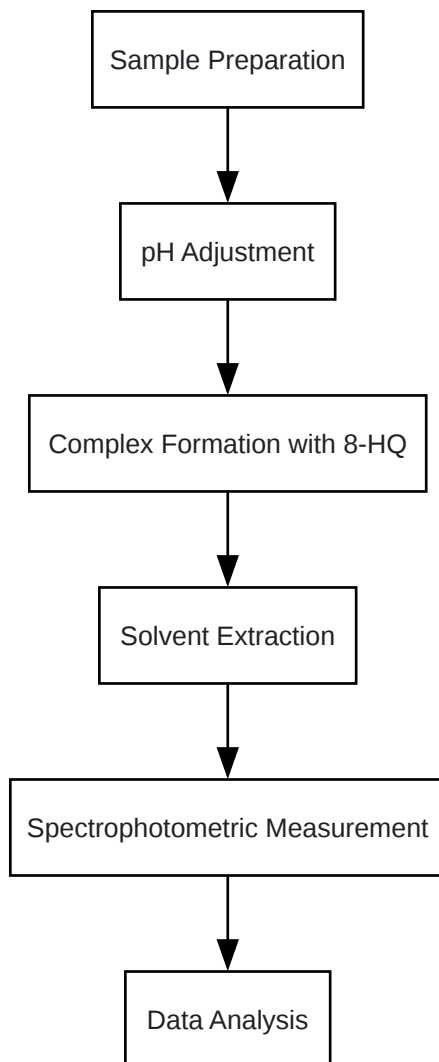 Sample Preparation
pH Adjustment
Complex Formation with 8-HQ
Solvent Extraction
Spectrophotometric Measurement
Data Analysis